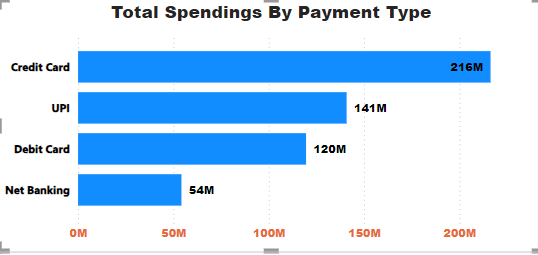 Total Spendings By Payment Type
Credit Card 216M
UPI 141M
Debit Card 120M
Net Banking 54M
0M 50M 100M 150M 200M